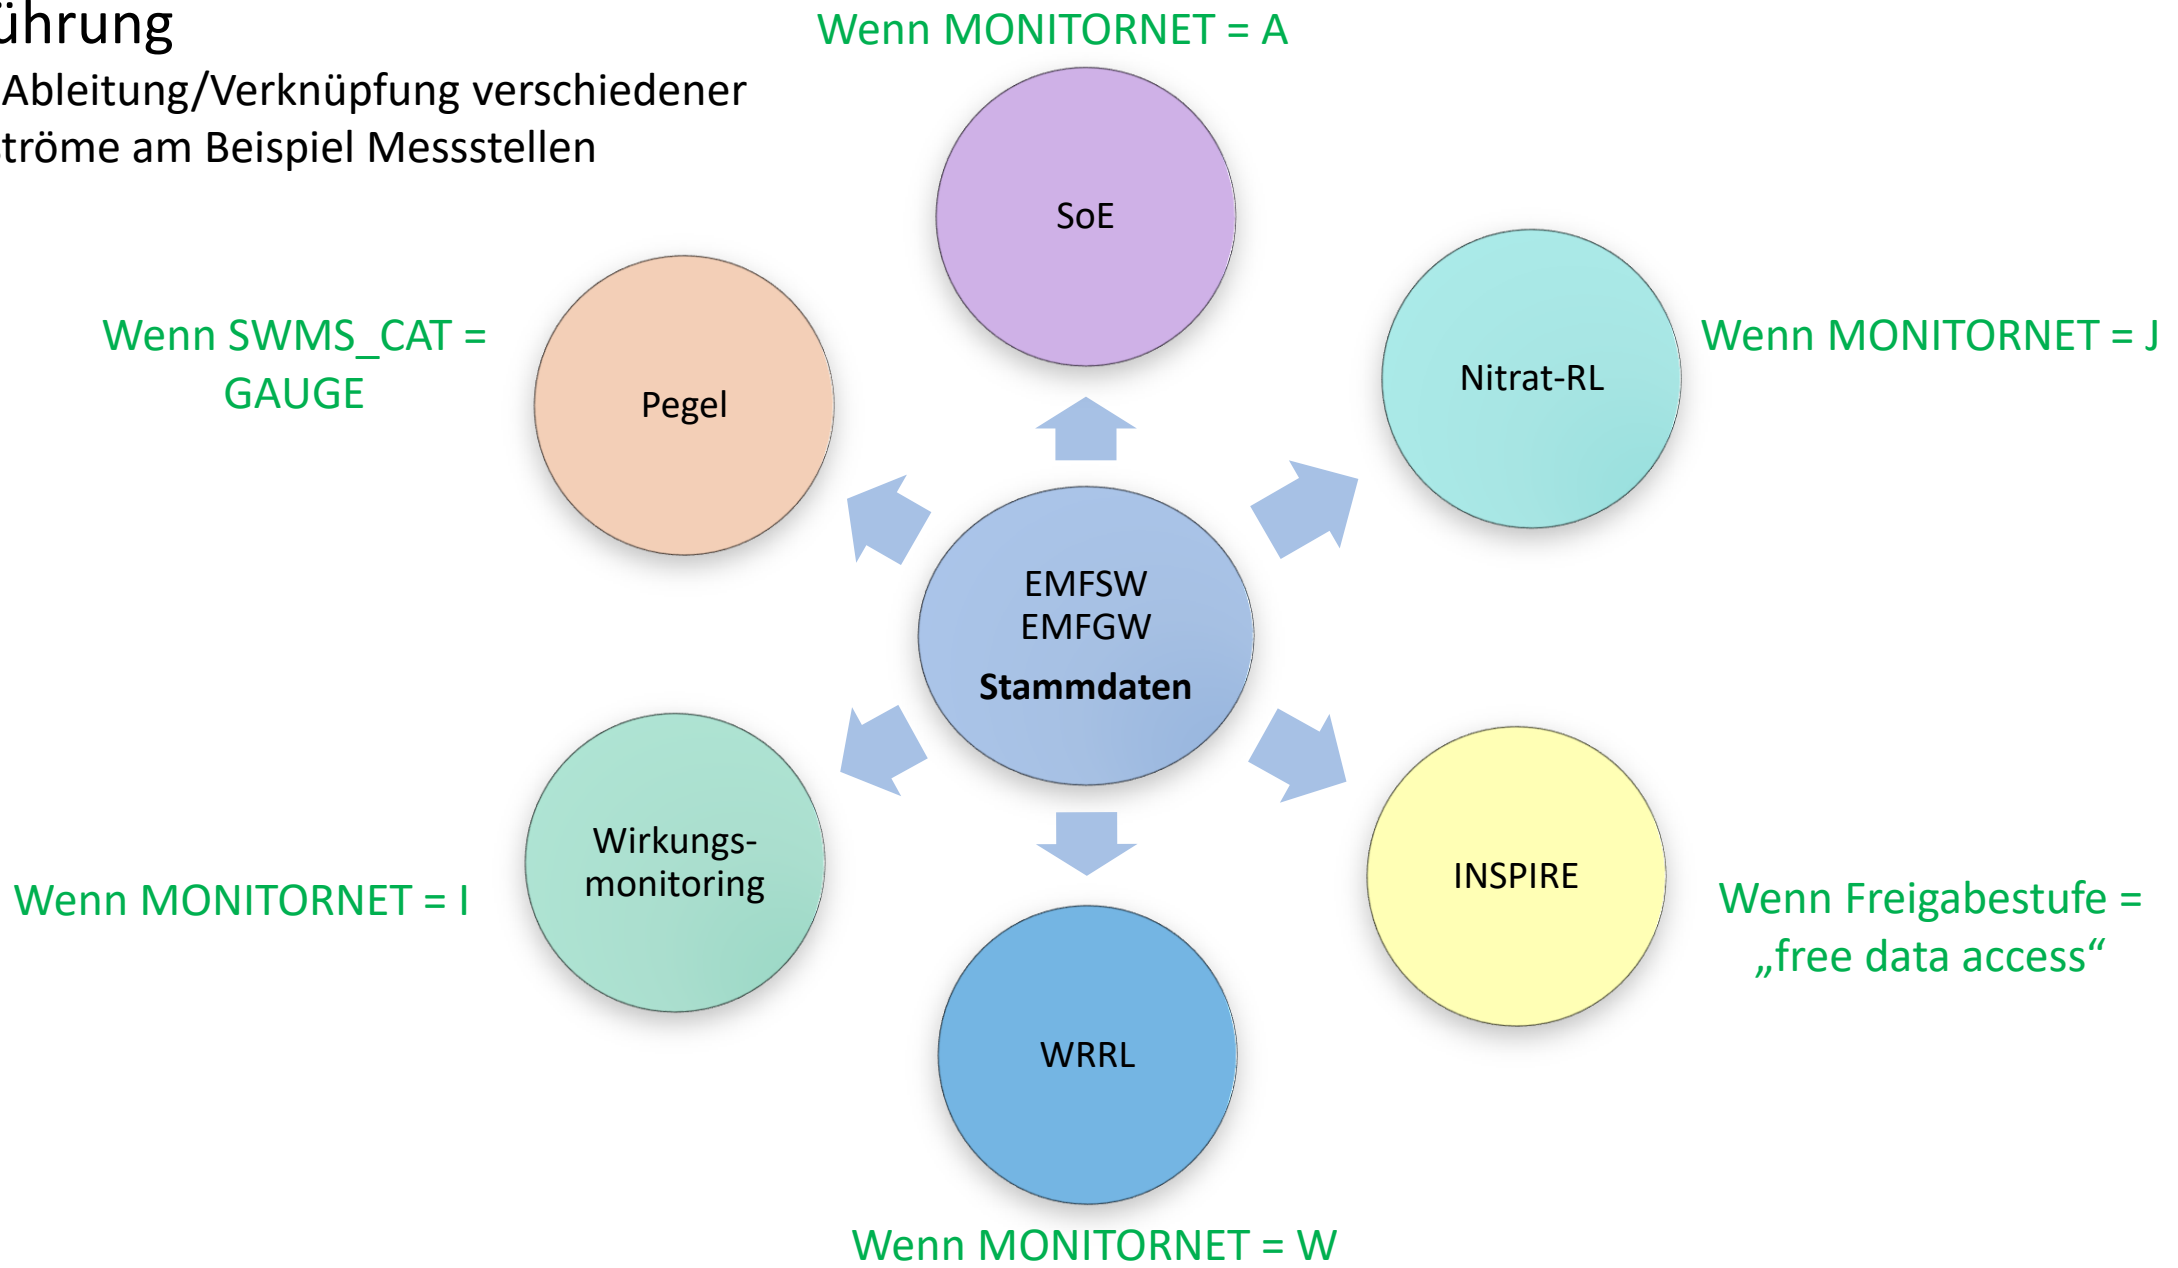 ührung
Wenn MONITORNET = A
Ableitung/Verknüpfung verschiedener
ströme am Beispiel Messstellen
SoE
Wenn SWMS_CAT =
GAUGE
Pegel
Nitrat-RL
Wenn MONITORNET = J
EMFSW
EMFGW
Stammdaten
Wirkungs-
monitoring
Wenn MONITORNET = I
INSPIRE
Wenn Freigabestufe =
„free data access“
WRRL
Wenn MONITORNET = W